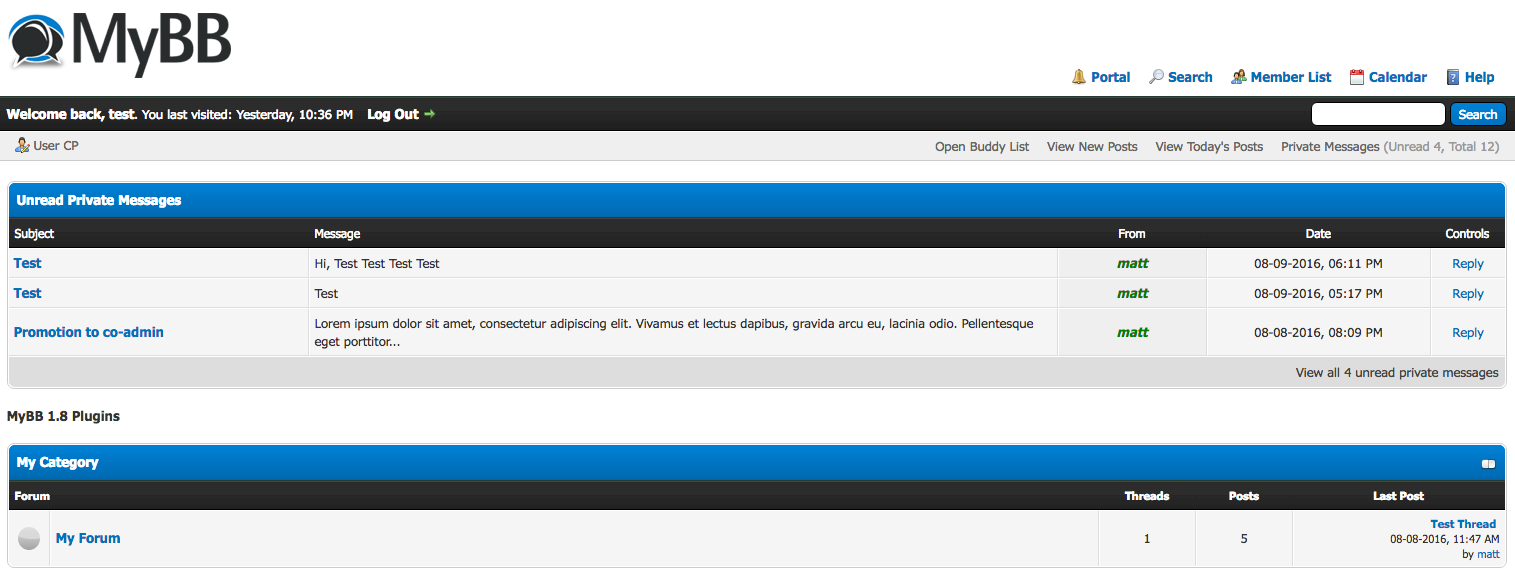 MyBB
Portal Search Member List Calendar Help
Welcome back, test. You last visited: Yesterday, 10:36 PM Log Out Search
User CP Open Buddy List View New Posts View Today's Posts Private Messages (Unread 4, Total 12)
Unread Private Messages
Subject Message From Date Controls
Test Hi, Test Test Test Test matt 08-09-2016, 06:11 PM Reply
Test Test matt 08-09-2016, 05:17 PM Reply
Promotion to co-admin Lorem ipsum dolor sit amet, consectetur adipiscing elit. Vivamus et lectus dapibus, gravida arcu eu, lacinia odio. Pellentesque
eget porttitor... matt 08-08-2016, 08:09 PM Reply
View all 4 unread private messages
MyBB 1.8 Plugins
My Category
Forum Threads Posts Last Post
My Forum 1 5 Test Thread
08-08-2016, 11:47 AM
by matt